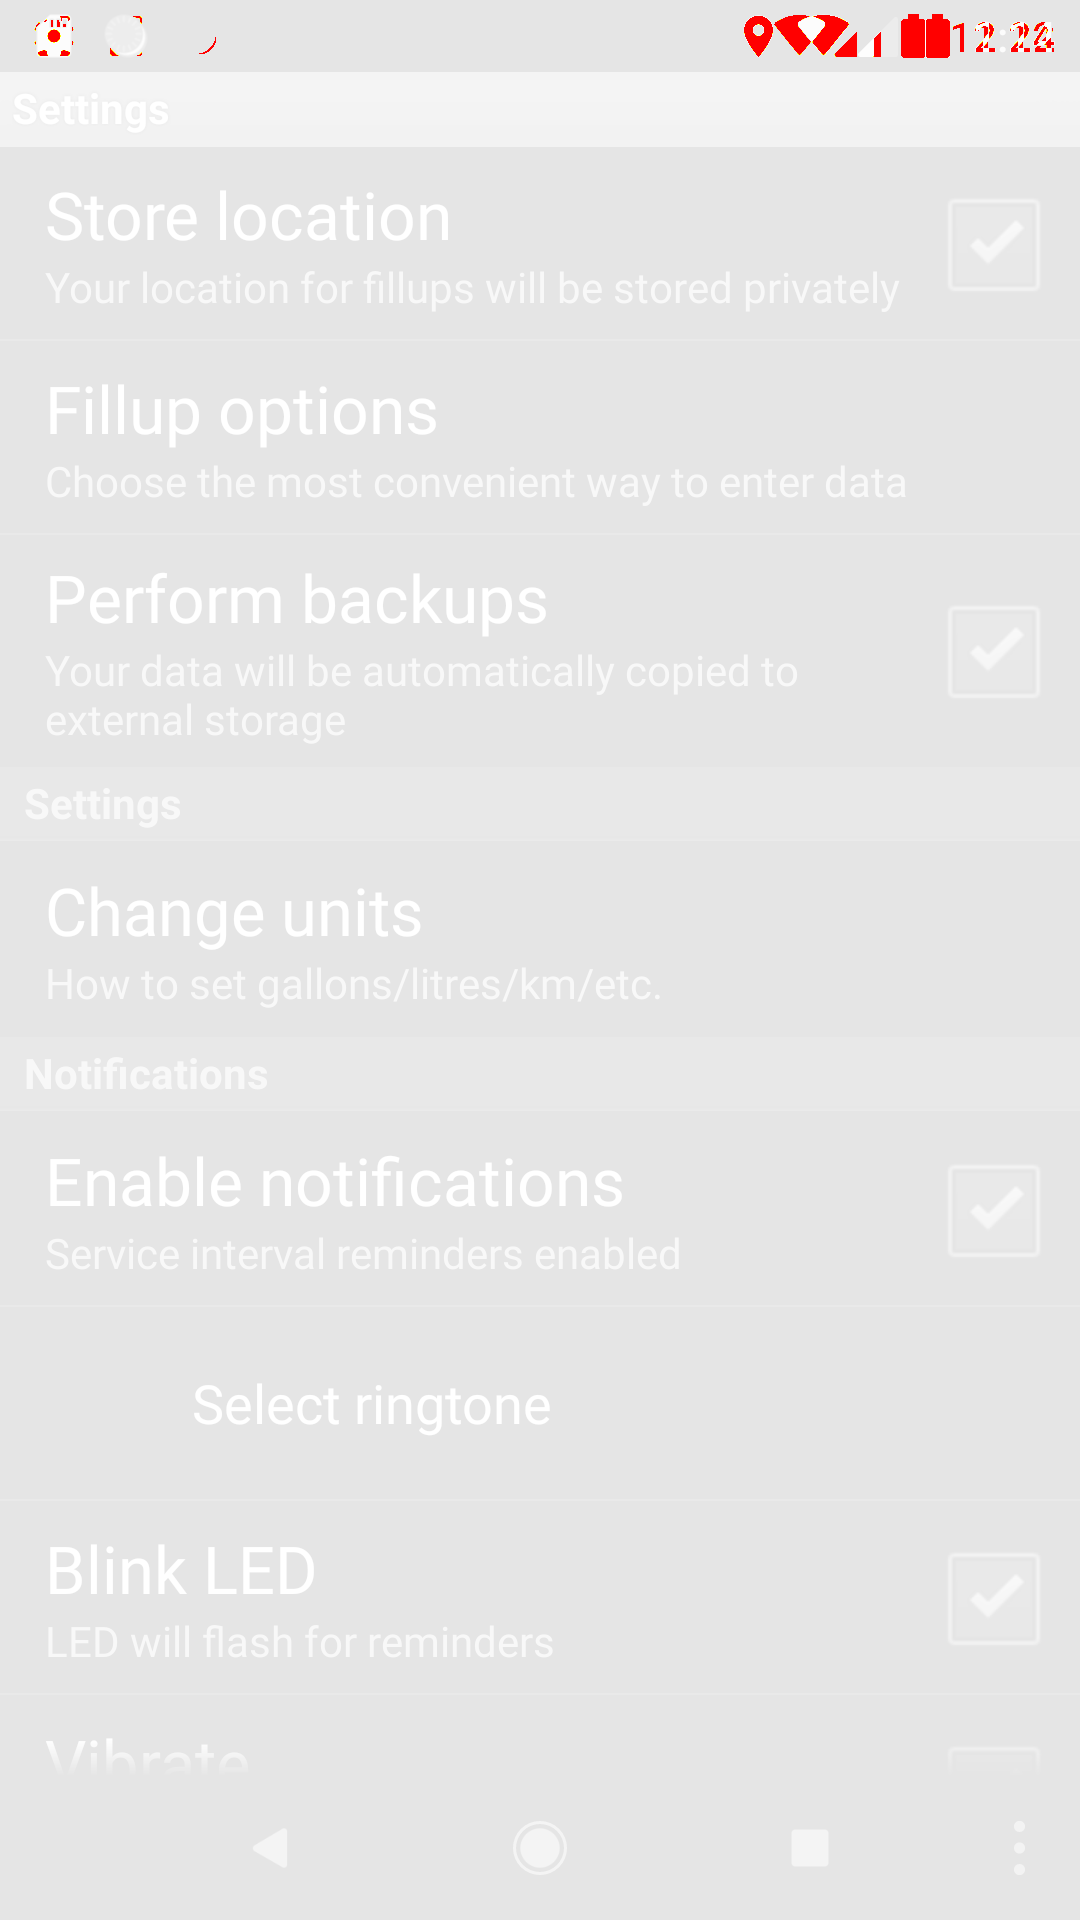 Settings
Store location
Your location for fillups will be stored privately
Fillup options
Choose the most convenient way to enter data
Perform backups
Your data will be automatically copied to
external storage
Settings
Change units
How to set gallons/litres/km/etc.
Notifications
Enable notifications
Service interval reminders enabled
Select ringtone
Blink LED
LED will flash for reminders
Vibrate